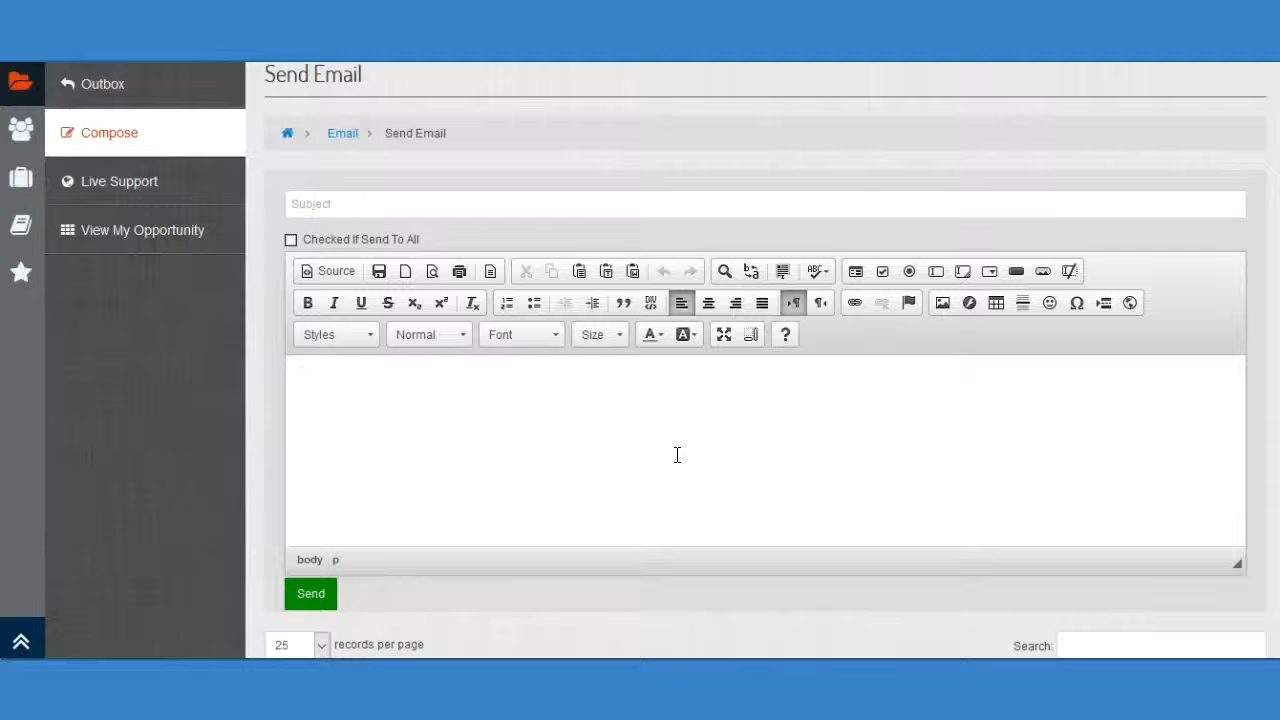 Send Email
Outbox
Compose
Live Support
View My Opportunity
Email
Send Email
Subject
Checked If Send To All
Source
Styles
Normal
Font
Size
body p
Send
25 records per page
Search: